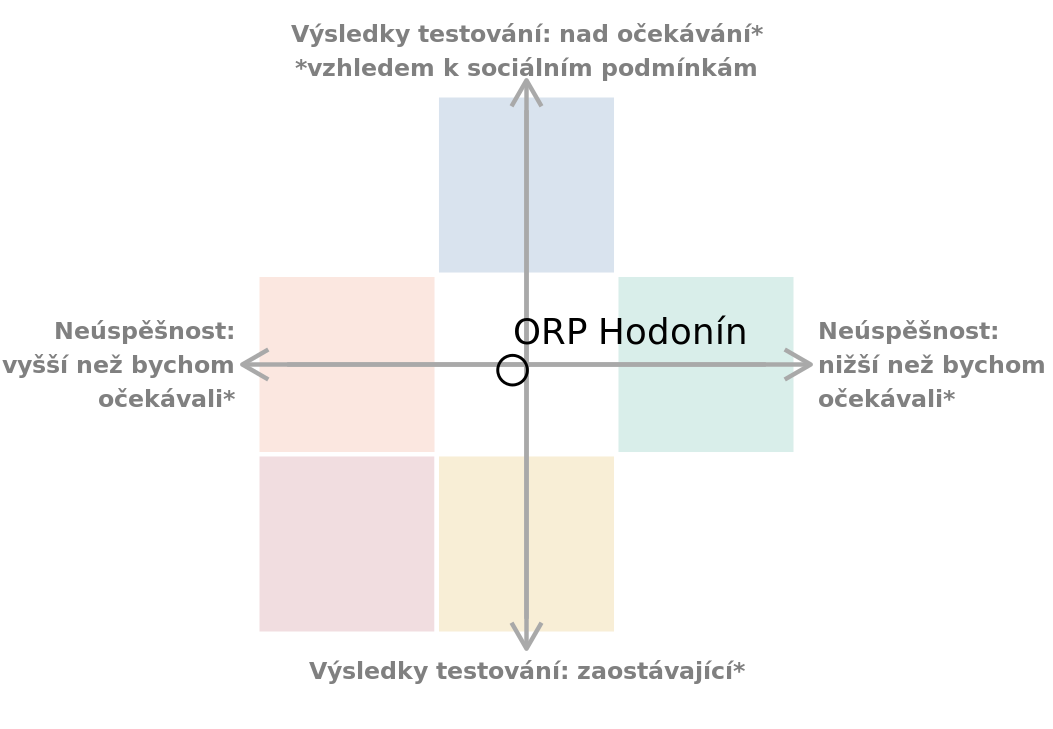 Výsledky testování: nad očekávání*
*vzhledem k sociálním podmínkám
ORP Hodonín
Neúspěšnost:
vyšší než bychom
očekávali*
Neúspěšnost:
nižší než bychom
očekávali*
Výsledky testování: zaostávající*